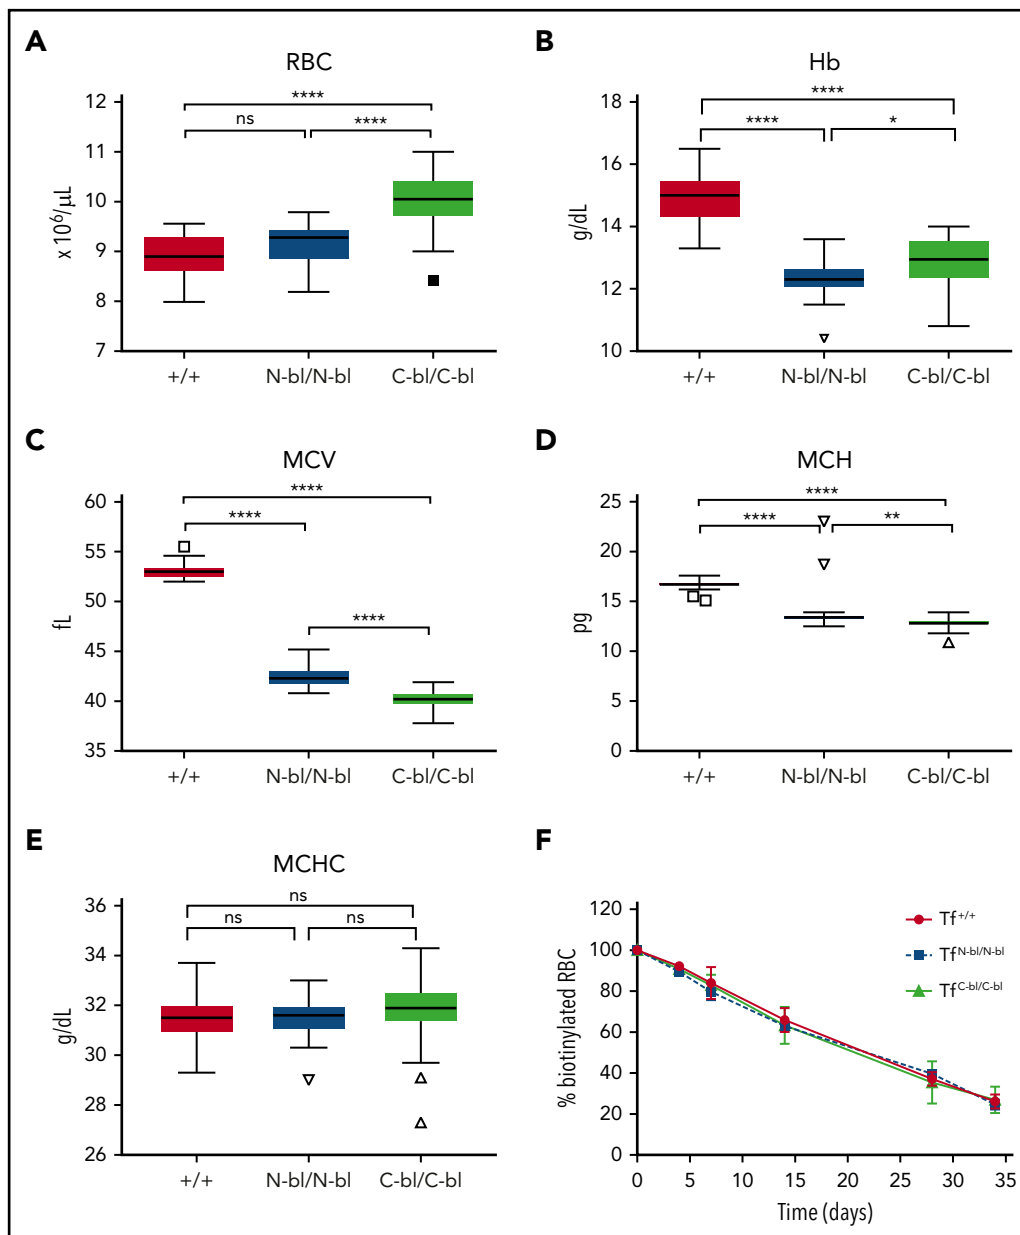 A
RBC
12
11
10
9
8
7
x 10⁶/µL
****
ns
****
+/+
N-bl/N-bl
C-bl/C-bl
B
Hb
18
16
14
12
10
g/dL
****
****
*
+/+
N-bl/N-bl
C-bl/C-bl
C
MCV
60
55
50
45
40
35
fL
****
****
****
+/+
N-bl/N-bl
C-bl/C-bl
D
MCH
25
20
15
10
5
0
pg
****
****
**
+/+
N-bl/N-bl
C-bl/C-bl
E
MCHC
36
34
32
30
28
26
g/dL
ns
ns
ns
+/+
N-bl/N-bl
C-bl/C-bl
F
120
100
80
60
40
20
0
% biotinylated RBC
Tf+/+
TfN-bl/N-bl
TfC-bl/C-bl
0 5 10 15 20 25 30 35
Time (days)